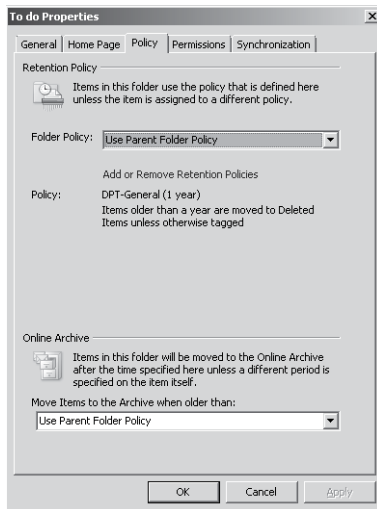 To do Properties
General Home Page Policy Permissions Synchronization
Retention Policy
Items in this folder use the policy that is defined here
unless the item is assigned to a different policy.
Folder Policy: Use Parent Folder Policy
Add or Remove Retention Policies
Policy: DPT-General (1 year)
Items older than a year are moved to Deleted
Items unless otherwise tagged
Online Archive
Items in this folder will be moved to the Online Archive
after the time specified here unless a different period is
specified on the item itself.
Move Items to the Archive when older than:
Use Parent Folder Policy
OK Cancel Apply